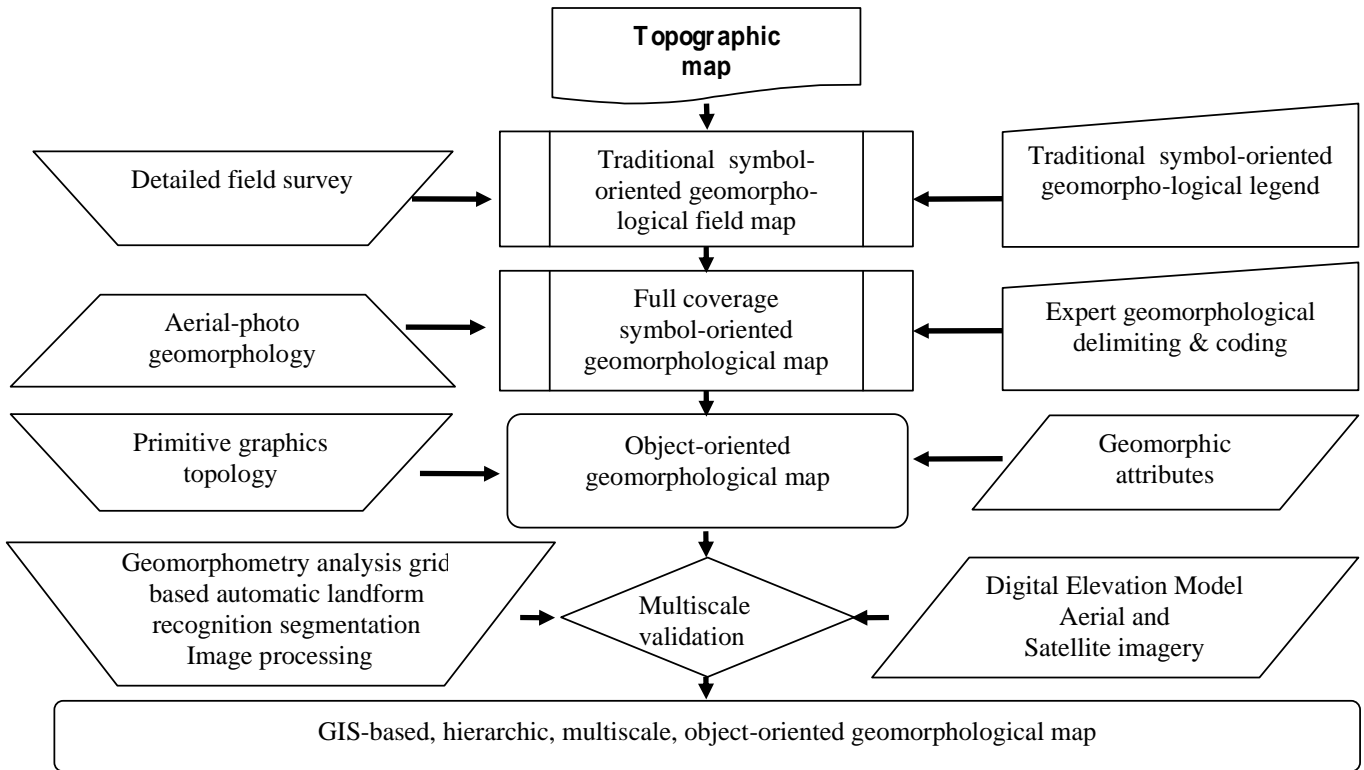 Topographic
map
Detailed field survey
Traditional symbol-
oriented geomorpho-
logical field map
Traditional symbol-oriented
geomorpho-logical legend
Aerial-photo
geomorphology
Full coverage
symbol-oriented
geomorphological map
Expert geomorphological
delimiting & coding
Primitive graphics
topology
Object-oriented
geomorphological map
Geomorphic
attributes
Geomorphometry analysis grid
based automatic landform
recognition segmentation
Image processing
Multiscale
validation
Digital Elevation Model
Aerial and
Satellite imagery
GIS-based, hierarchic, multiscale, object-oriented geomorphological map